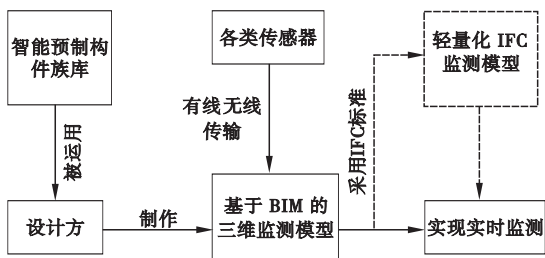 智能预制构
件族库
各类传感器
轻量化 IFC
监测模型
有线无线
传输
被运用
采用IFC标准
设计方
制作
基于 BIM 的
三维监测模型
实现实时监测